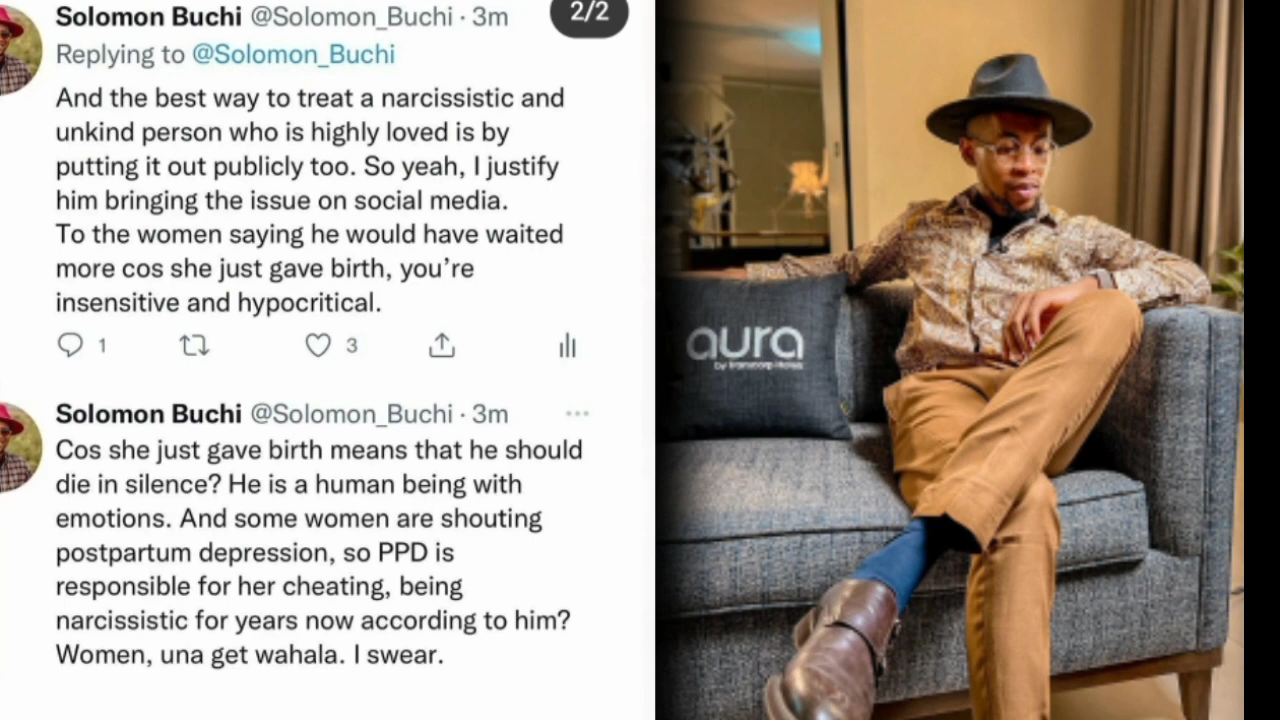 Solomon Buchi @Solomon_Buchi · 3m
2/2
Replying to @Solomon_Buchi
And the best way to treat a narcissistic and
unkind person who is highly loved is by
putting it out publicly too. So yeah, I justify
him bringing the issue on social media.
To the women saying he would have waited
more cos she just gave birth, you're
insensitive and hypocritical.
1 3
Solomon Buchi @Solomon_Buchi · 3m
Cos she just gave birth means that he should
die in silence? He is a human being with
emotions. And some women are shouting
postpartum depression, so PPD is
responsible for her cheating, being
narcissistic for years now according to him?
Women, una get wahala. I swear.
aura
by transcorp Hotels